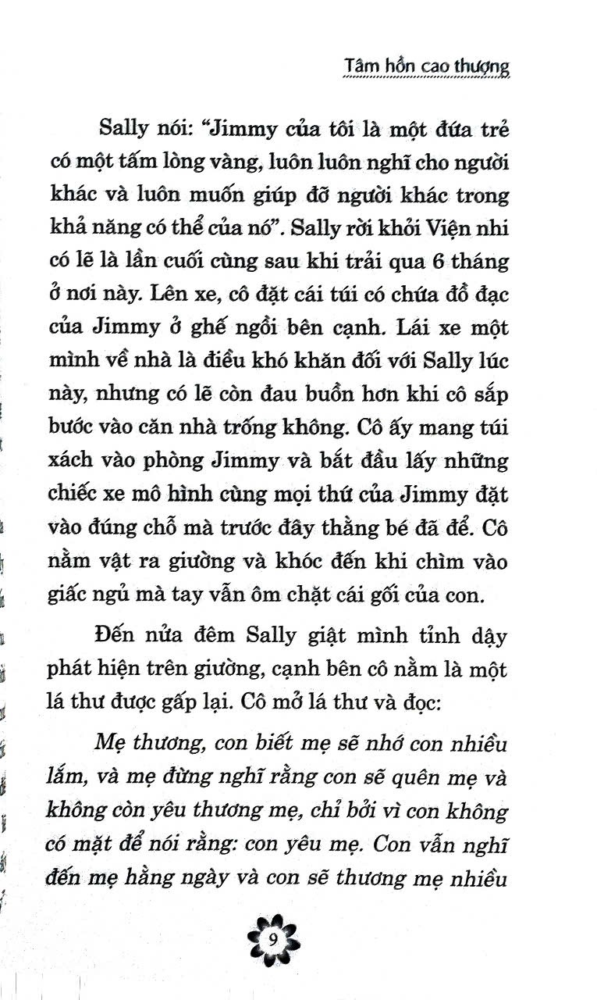 Tâm hồn cao thượng
Sally nói: “Jimmy của tôi là một đứa trẻ
có một tấm lòng vàng, luôn luôn nghĩ cho người
khác và luôn muốn giúp đỡ người khác trong
khả năng có thể của nó”. Sally rời khỏi Viện nhi
có lẽ là lần cuối cùng sau khi trải qua 6 tháng
ở nơi này. Lên xe, cô đặt cái túi có chứa đồ đạc
của Jimmy ở ghế ngồi bên cạnh. Lái xe một
mình về nhà là điều khó khăn đối với Sally lúc
này, nhưng có lẽ còn đau buồn hơn khi cô sắp
bước vào căn nhà trống không. Cô ấy mang túi
xách vào phòng Jimmy và bắt đầu lấy những
chiếc xe mô hình cùng mọi thứ của Jimmy đặt
vào đúng chỗ mà trước đây thằng bé đã để. Cô
nằm vật ra giường và khóc đến khi chìm vào
giấc ngủ mà tay vẫn ôm chặt cái gối của con.
Đến nửa đêm Sally giật mình tỉnh dậy
phát hiện trên giường, cạnh bên cô nằm là một
lá thư được gấp lại. Cô mở lá thư và đọc:
Mẹ thương, con biết mẹ sẽ nhớ con nhiều
lắm, và mẹ đừng nghĩ rằng con sẽ quên mẹ và
không còn yêu thương mẹ, chỉ bởi vì con không
có mặt để nói rằng: con yêu mẹ. Con vẫn nghĩ
đến mẹ hằng ngày và con sẽ thương mẹ nhiều
9